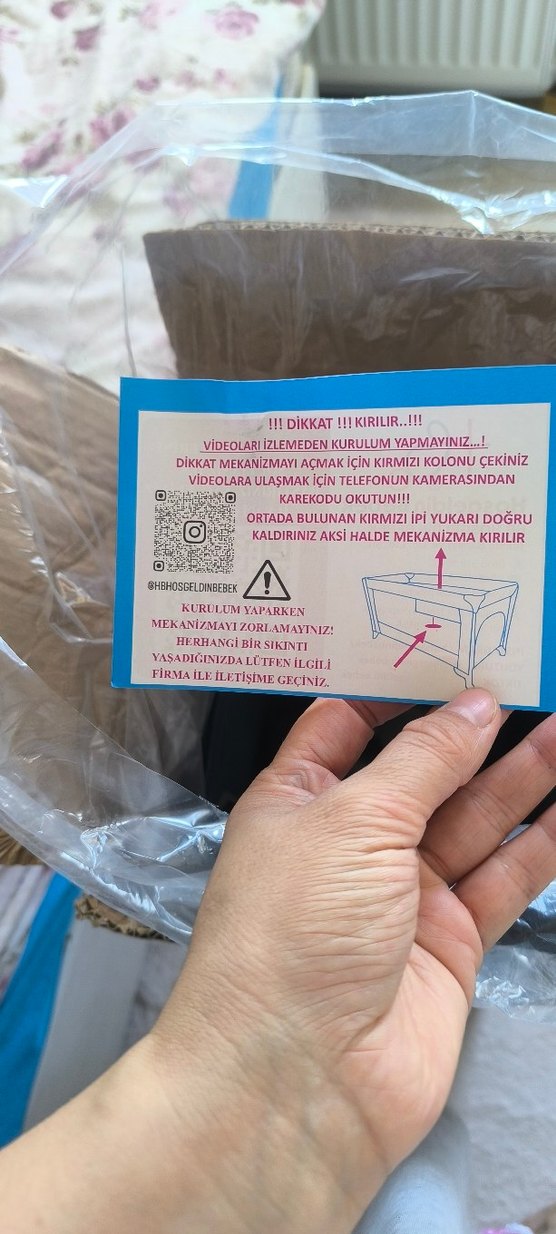 !!! DİKKAT !!! KIRILIR..!!!
VİDEOLARI İZLEMEDEN KURULUM YAPMAYINIZ...!
DİKKAT MEKANİZMAYI AÇMAK İÇİN KIRMIZI KOLONU ÇEKİNİZ
VİDEOLARA ULAŞMAK İÇİN TELEFONUN KAMERASINDAN
KAREKODU OKUTUN!!!
ORTADA BULUNAN KIRMIZI İPİ YUKARI DOĞRU
KALDIRINIZ AKSİ HALDE MEKANİZMA KIRILIR
@HBHOSGELDINBEBEK
KURULUM YAPARKEN
MEKANİZMAYI ZORLAMAYINIZ!
HERHANGİ BİR SIKINTI
YAŞADIĞINIZDA LÜTFEN İLGİLİ
FİRMA İLE İLETİŞİME GEÇİNİZ.